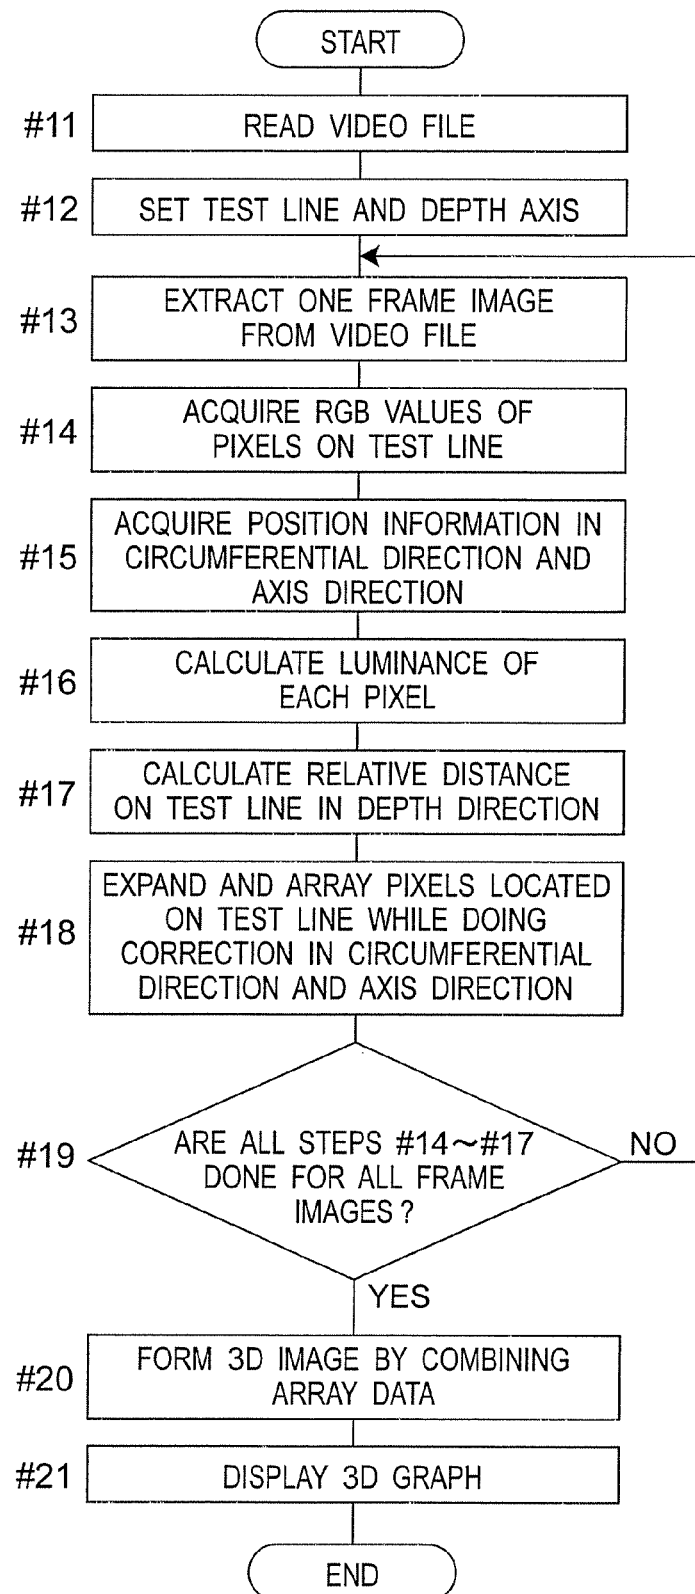 START
#11 READ VIDEO FILE
#12 SET TEST LINE AND DEPTH AXIS
#13 EXTRACT ONE FRAME IMAGE
FROM VIDEO FILE
#14 ACQUIRE RGB VALUES OF
PIXELS ON TEST LINE
#15 ACQUIRE POSITION INFORMATION IN
CIRCUMFERENTIAL DIRECTION AND
AXIS DIRECTION
#16 CALCULATE LUMINANCE OF
EACH PIXEL
#17 CALCULATE RELATIVE DISTANCE
ON TEST LINE IN DEPTH DIRECTION
#18 EXPAND AND ARRAY PIXELS LOCATED
ON TEST LINE WHILE DOING
CORRECTION IN CIRCUMFERENTIAL
DIRECTION AND AXIS DIRECTION
#19 ARE ALL STEPS #14～#17
DONE FOR ALL FRAME
IMAGES ?
NO
YES
#20 FORM 3D IMAGE BY COMBINING
ARRAY DATA
#21 DISPLAY 3D GRAPH
END